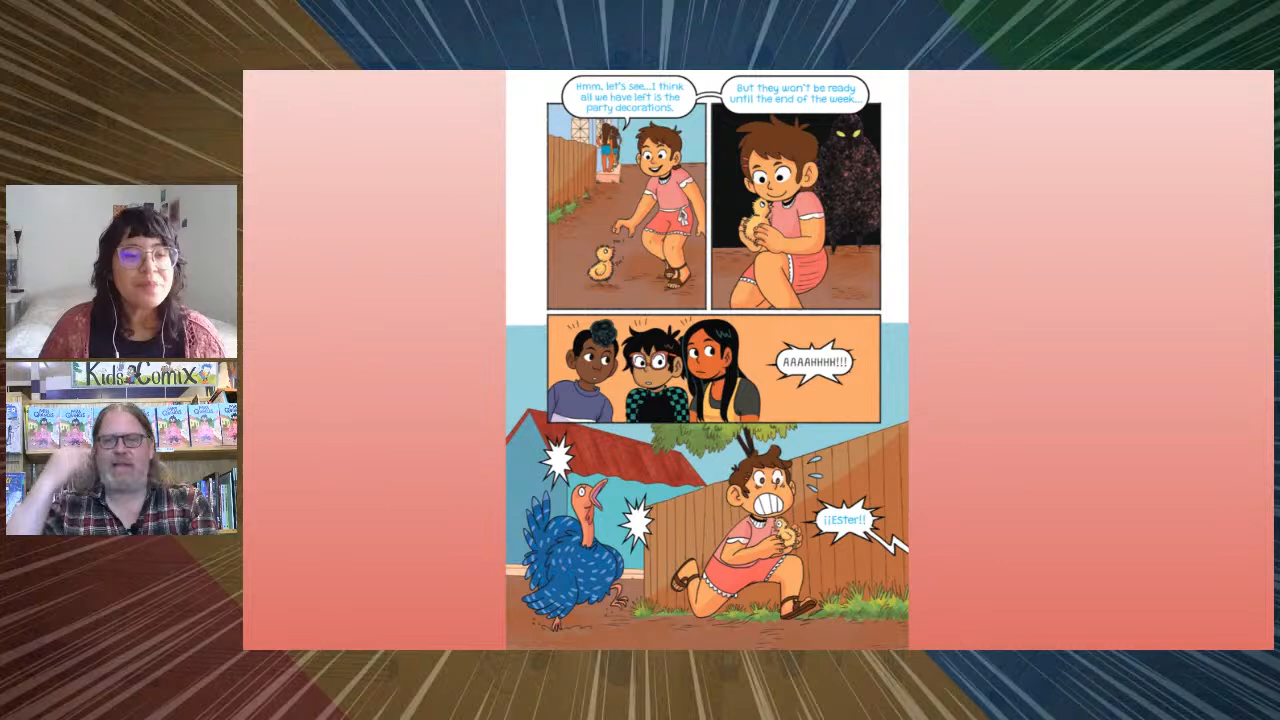 Hmm, let's see...I think
all we have left is the
party decorations.
But they won't be ready
until the end of the week...
AAAAHHHH!!!
¡¡Ester!!
Kids Comix